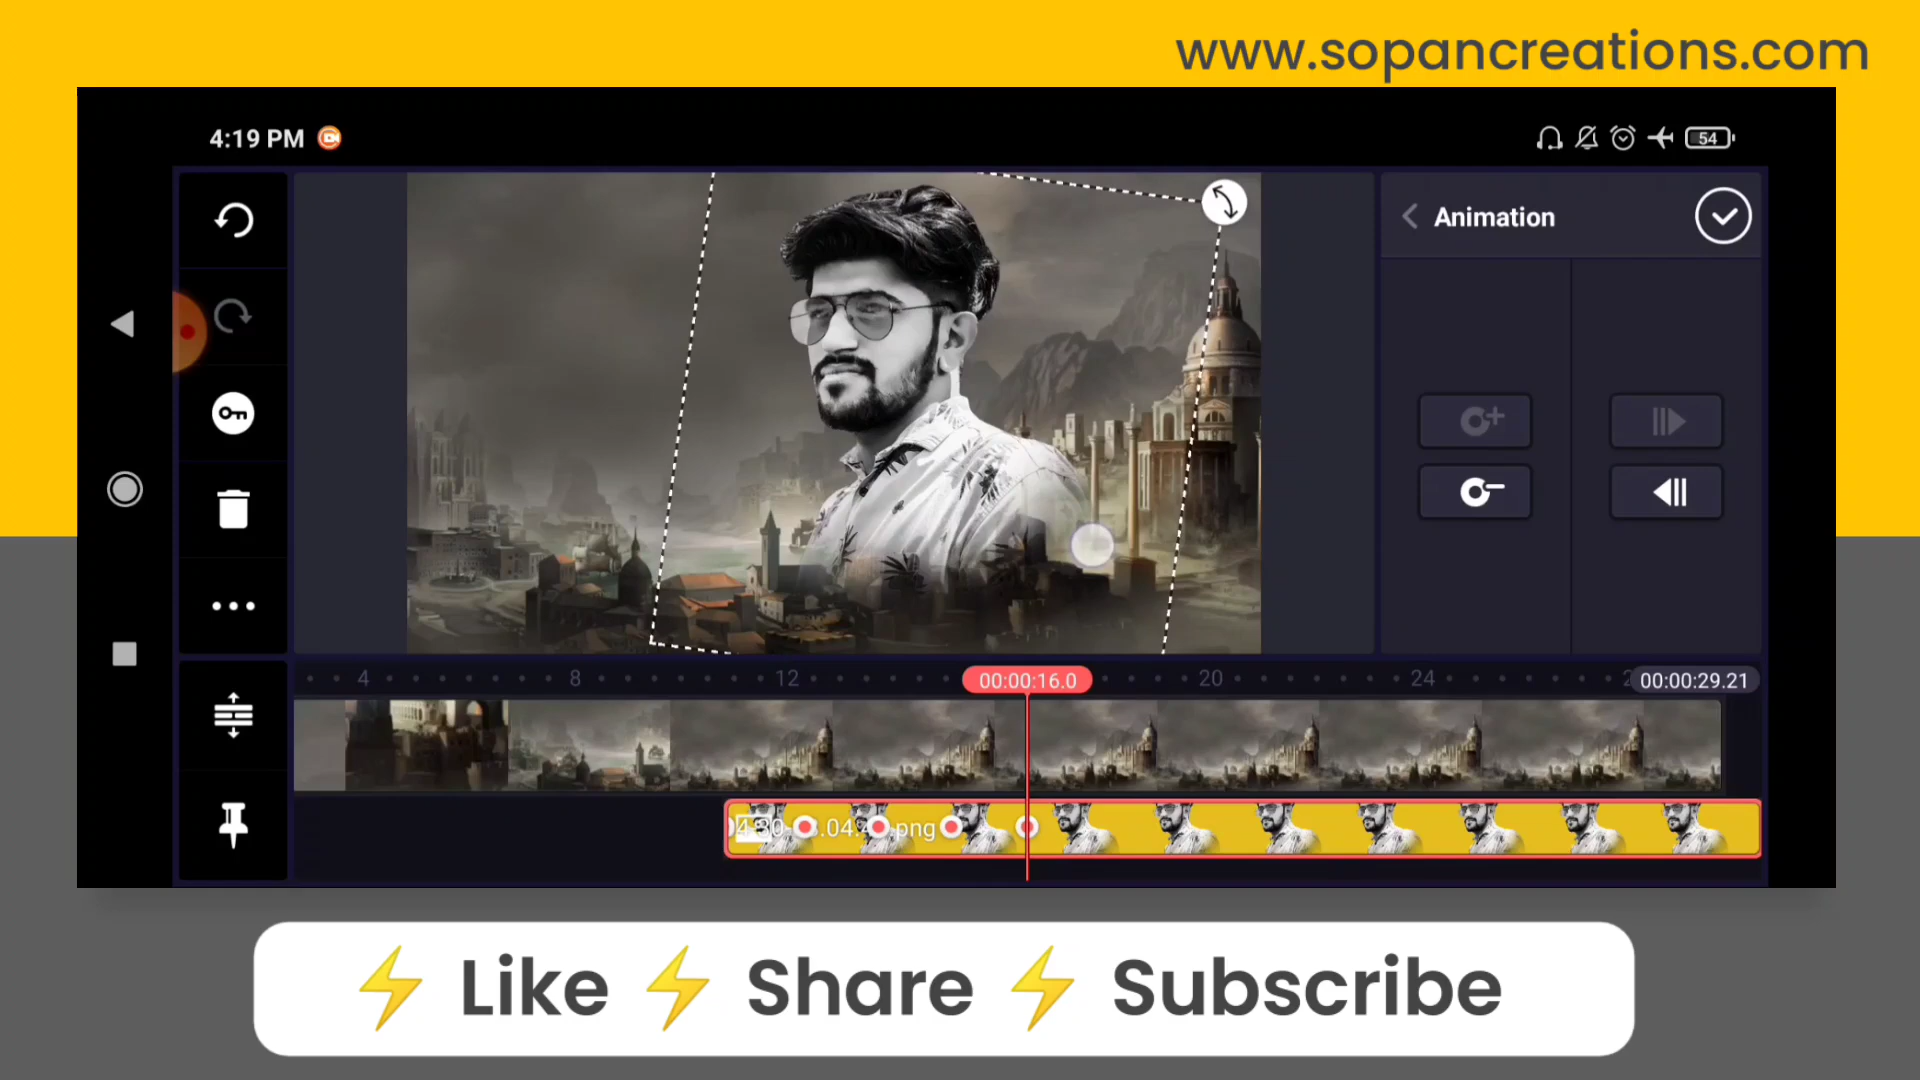 www.sopancreations.com
4:19 PM
54
Animation
4 8 12 00:00:16.0 20 24 00:00:29.21
.04. png
Like Share Subscribe